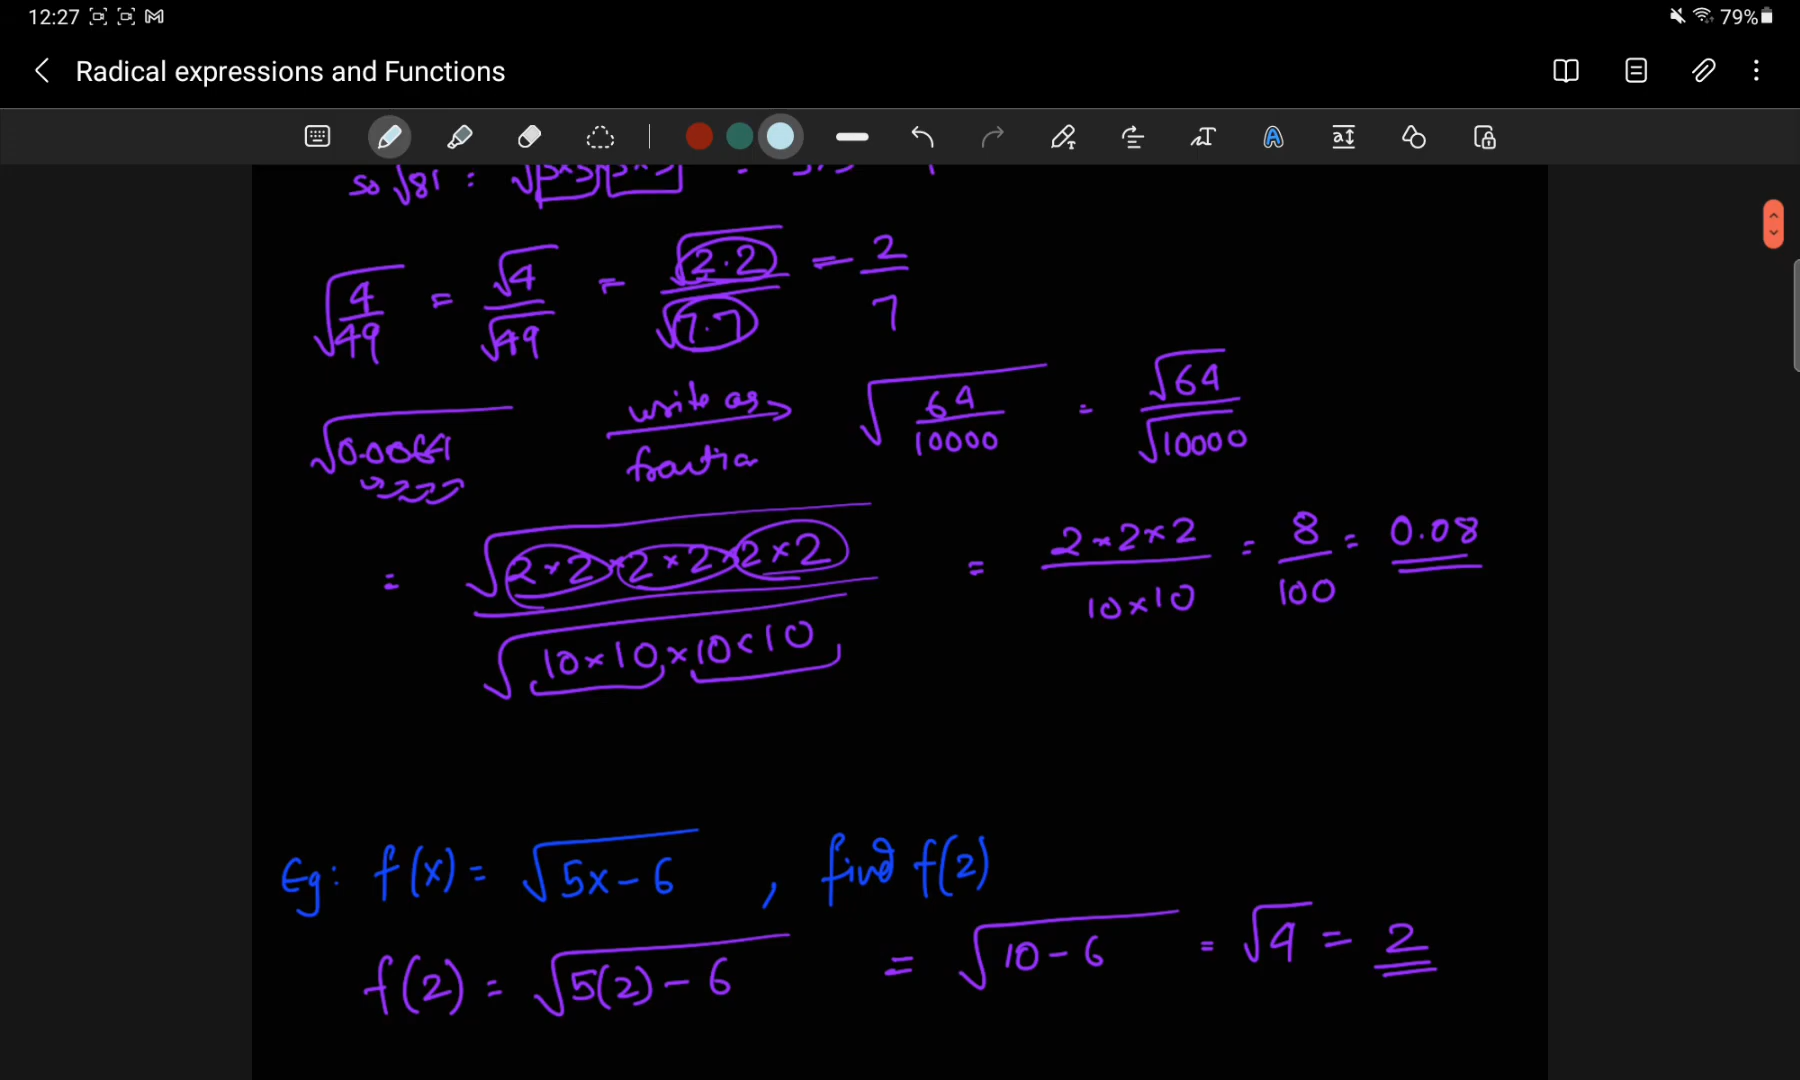 12:27 79%
Radical expressions and Functions
so √81 :
√(4/49) = √4/√49 = √(2·2)/√(7·7) = 2/7
√0.0064 write as fraction √(64/10000) = √64/√10000
= √(2×2×2×2×2×2)/√(10×10×10×10) = (2×2×2)/(10×10) = 8/100 = 0.08
Eg: f(x) = √(5x-6) , find f(2)
f(2) = √(5(2)-6) = √(10-6) = √4 = 2